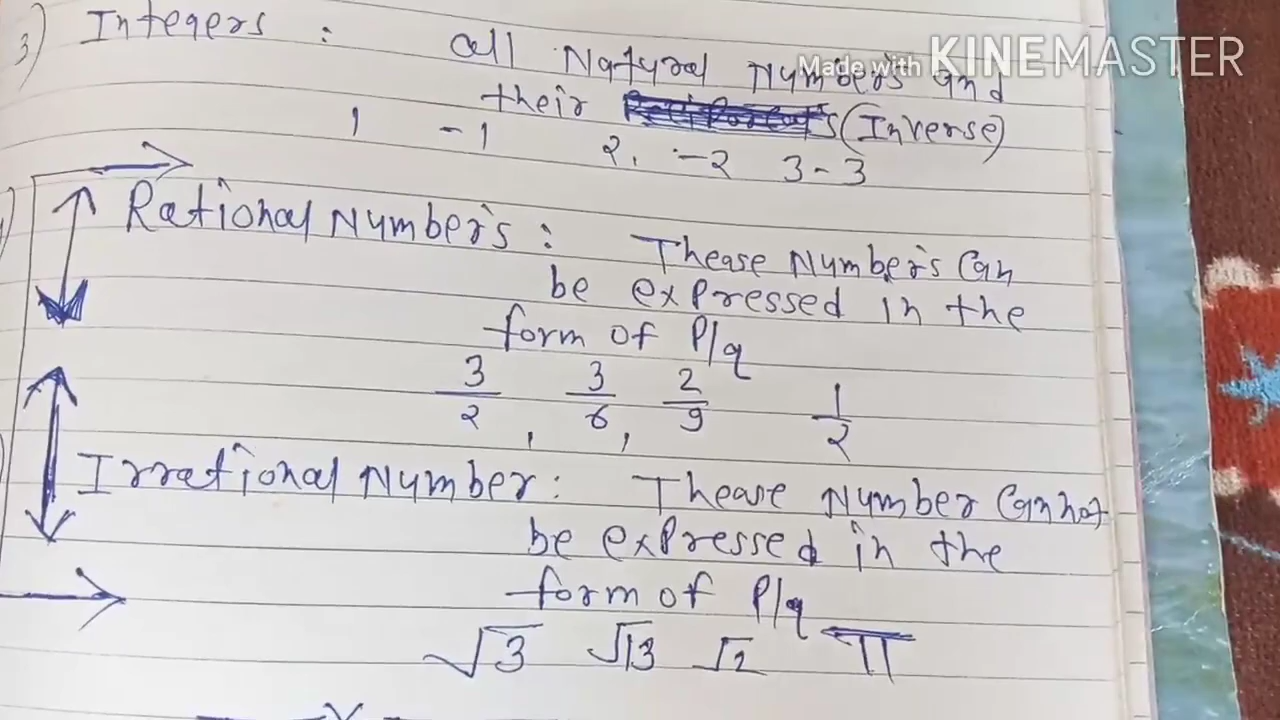 3) Integers : all Natural Numbers and
Made with KINEMASTER
their (Inverse)
1 -1 2, -2 3-3
Rational Numbers : Thease Numbers Can
be expressed in the
form of P/q
3/2, 3/6, 2/9 1/2
Irrational Number : Thease Number Cannot
be expressed in the
form of P/q
√3 √13 √2 π